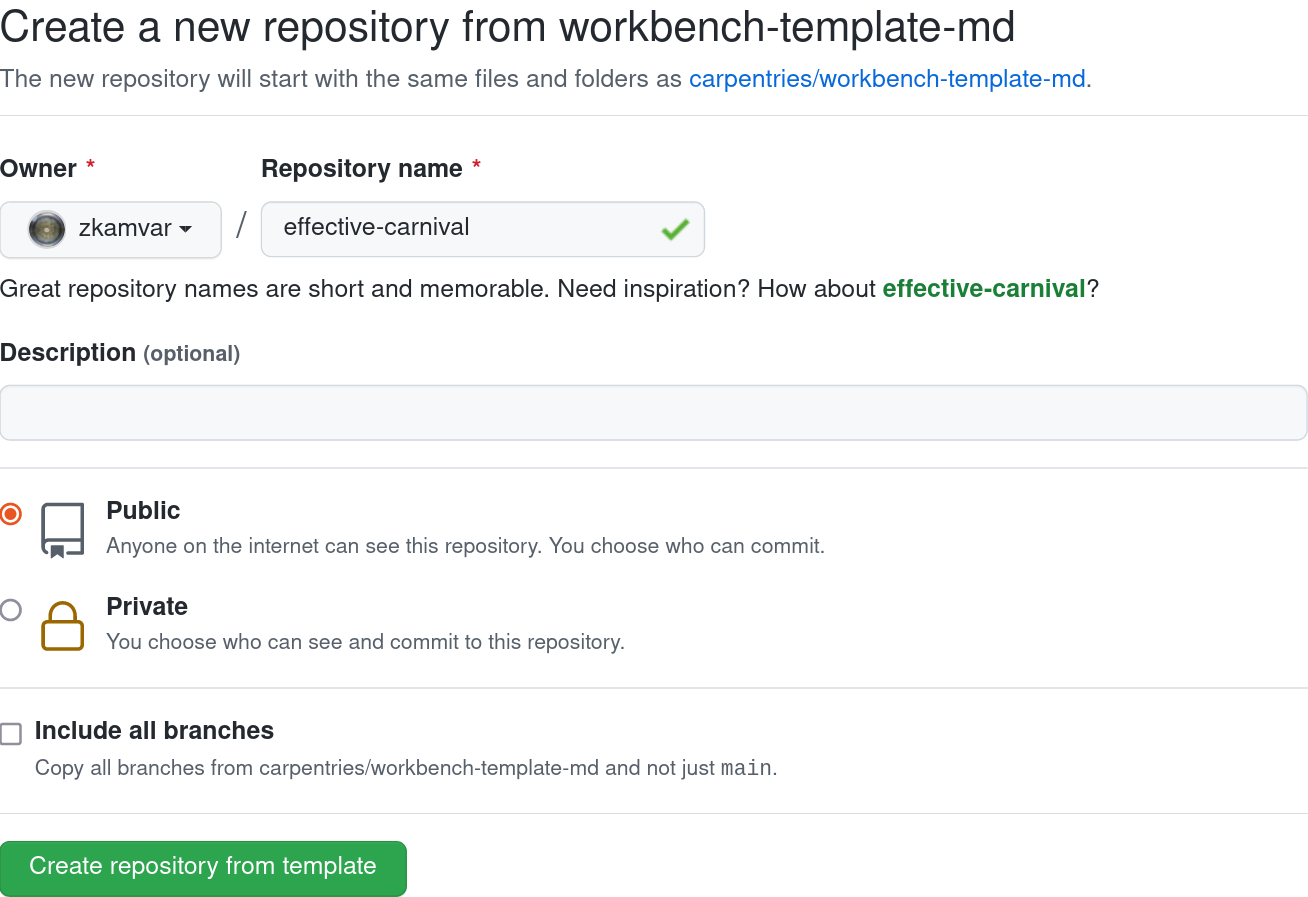 Create a new repository from workbench-template-md
The new repository will start with the same files and folders as carpentries/workbench-template-md.
Owner * Repository name *
zkamvar / effective-carnival
Great repository names are short and memorable. Need inspiration? How about effective-carnival?
Description (optional)
Public
Anyone on the internet can see this repository. You choose who can commit.
Private
You choose who can see and commit to this repository.
Include all branches
Copy all branches from carpentries/workbench-template-md and not just main.
Create repository from template